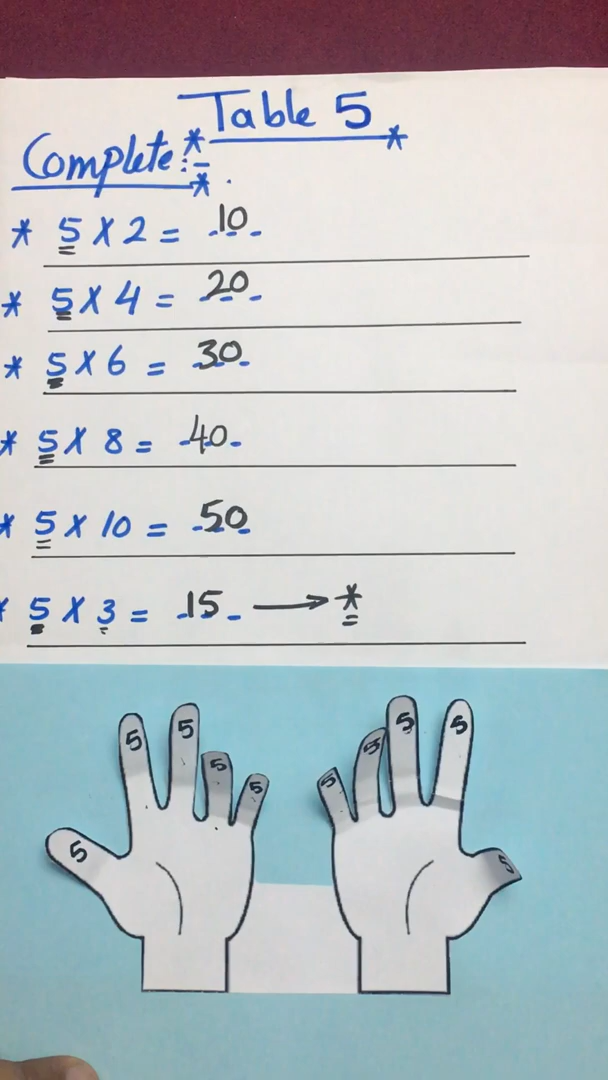 Table 5
Complete:-
* 5 X 2 = 10
* 5 X 4 = 20
* 5 X 6 = 30
* 5 X 8 = 40
* 5 X 10 = 50
* 5 X 3 = 15 → *
5 5 5 5 5
5 5 5 5 5